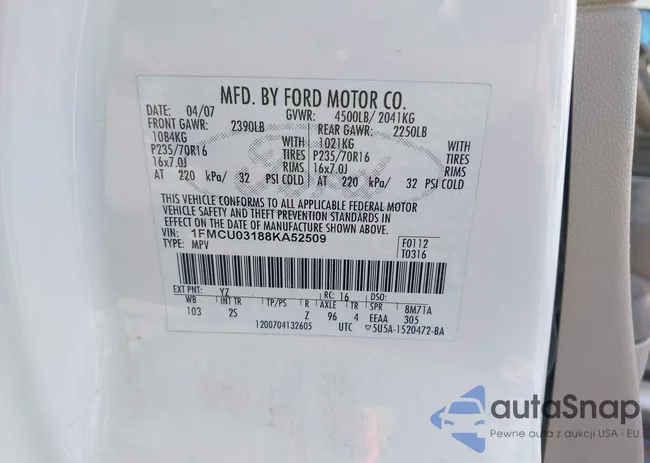 MFD. BY FORD MOTOR CO.
DATE: 04/07 GVWR: 4500LB/ 2041KG
FRONT GAWR: 2390LB REAR GAWR: 2250LB
1084KG WITH 1021KG WITH
P235/70R16 TIRES P235/70R16 TIRES
16x7.0J RIMS 16x7.0J RIMS
AT 220 kPa/ 32 PSI COLD AT 220 kPa/ 32 PSI COLD
THIS VEHICLE CONFORMS TO ALL APPLICABLE FEDERAL MOTOR
VEHICLE SAFETY AND THEFT PREVENTION STANDARDS IN
EFFECT ON THE DATE OF MANUFACTURE SHOWN ABOVE.
VIN: 1FMCU03188KA52509 F0112
TYPE: MPV T0316
EXT PNT: YZ RC: 16 DSO:
WB INT TR TP/PS R AXLE TR SPR 8M71A
103 2S Z 96 4 EEAA 305
1200704132605 UTC ▽5U5A-1520472-BA
autaSnap
Pewne auta z aukcji USA i EU